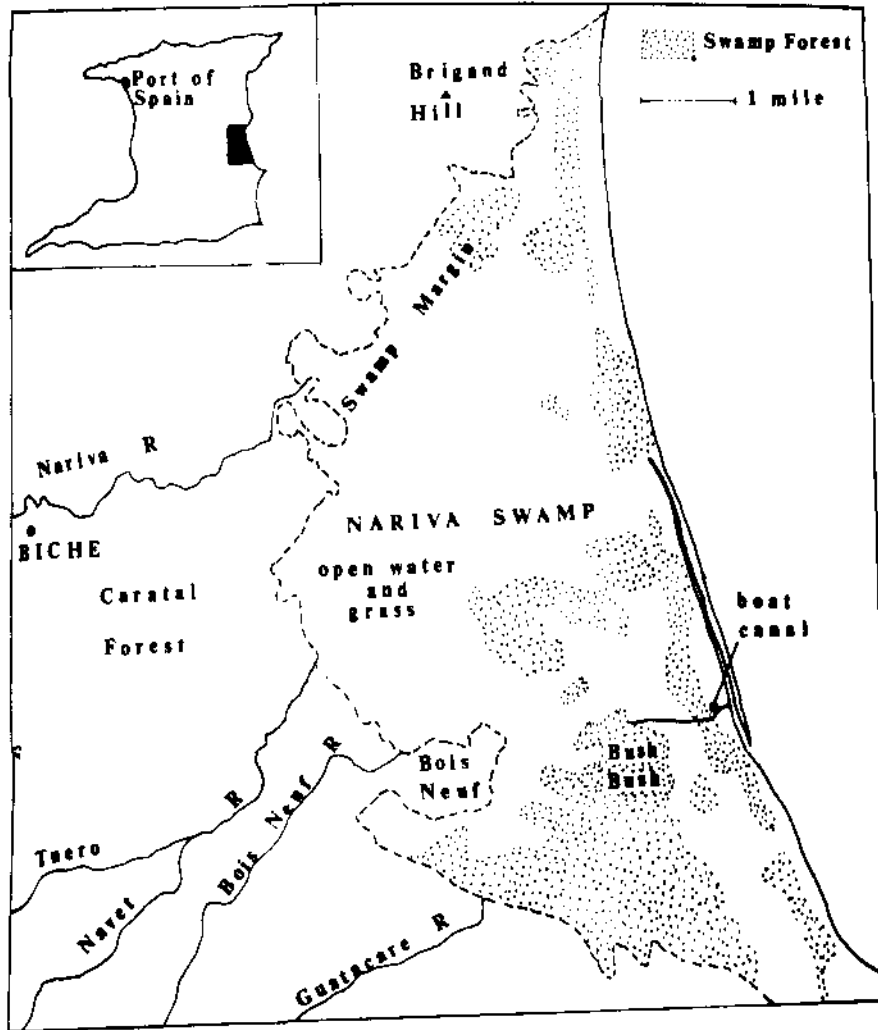 Port of
Spain
Brigand
Hill
Swamp Forest
1 mile
Swamp Margin
Nariva R
BICHE
Caratal
Forest
NARIVA SWAMP
open water
and
grass
boat
canal
Bush
Bush
Bois
Neuf
Tuero R
Navet
Bois Neuf R
Guatacare R